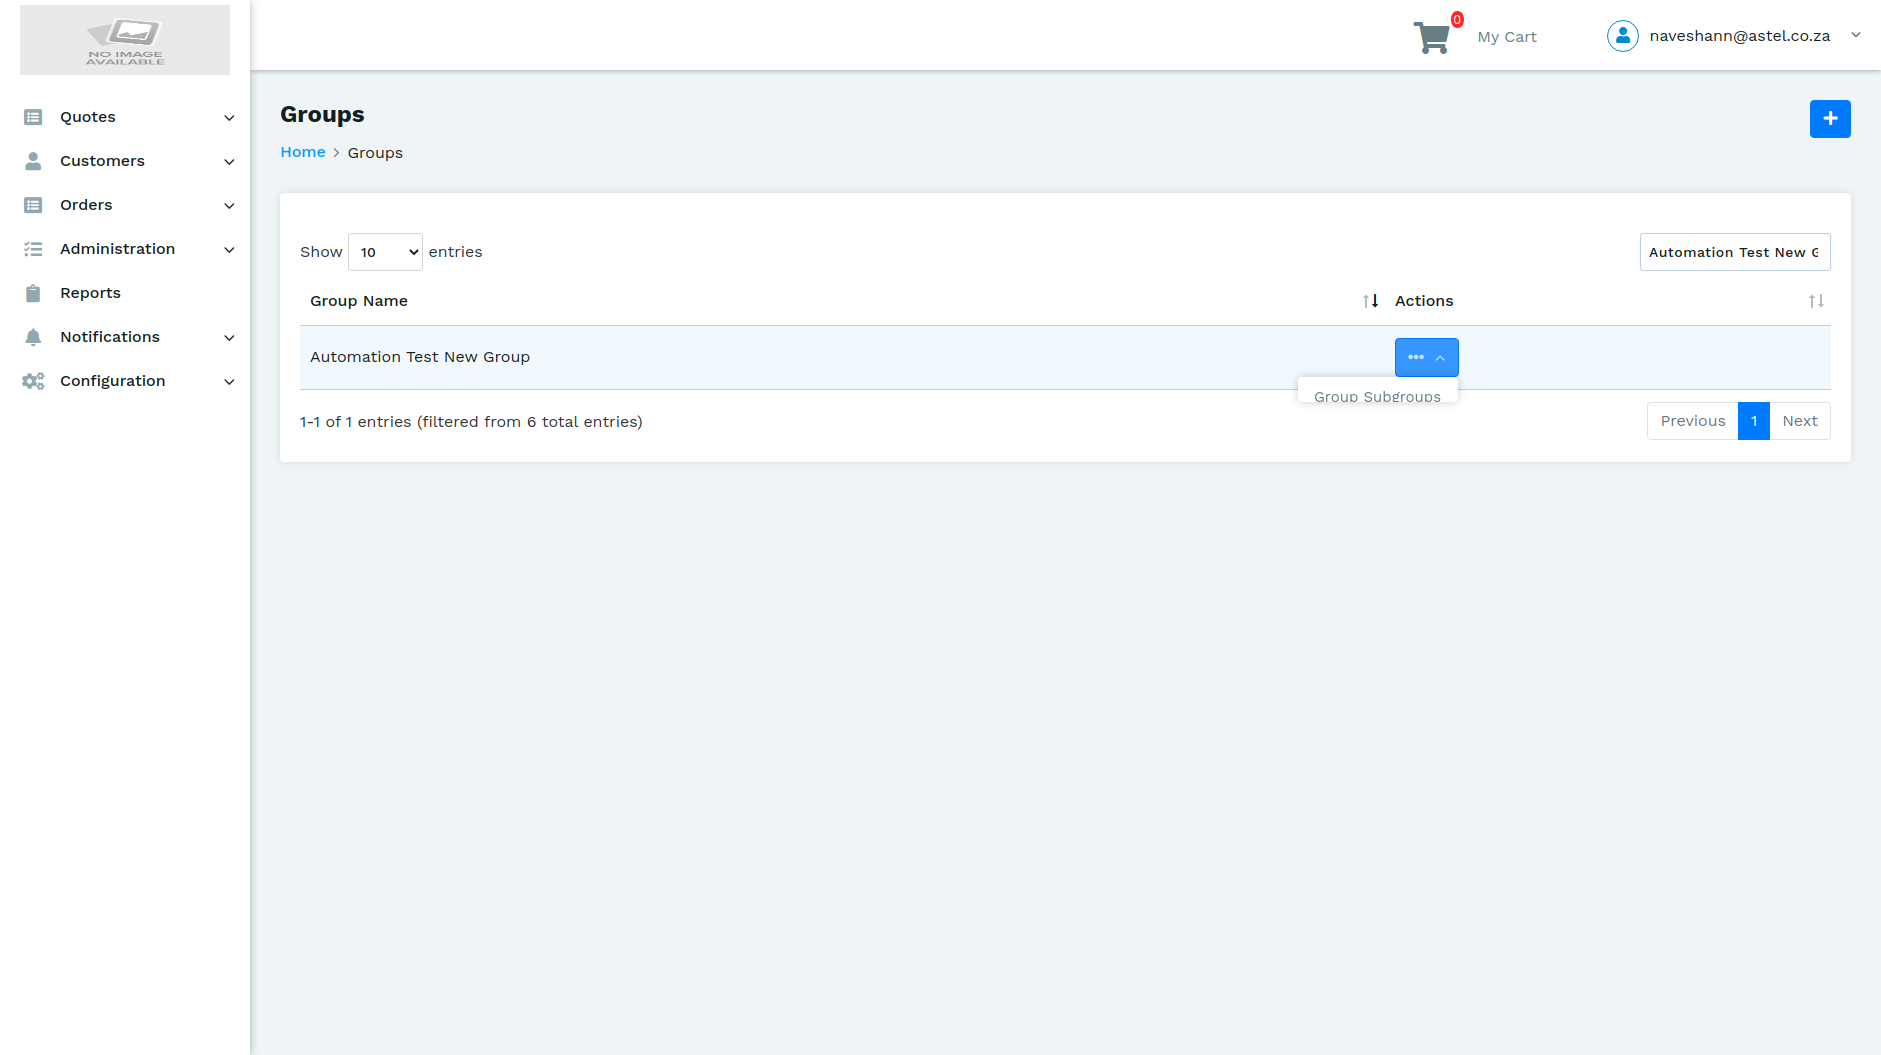 NO IMAGE
AVAILABLE
Quotes
Customers
Orders
Administration
Reports
Notifications
Configuration
0
My Cart
naveshann@astel.co.za
Groups
Home > Groups
Show 10 entries
Automation Test New G
Group Name
Actions
Automation Test New Group
Group Subgroups
1-1 of 1 entries (filtered from 6 total entries)
Previous 1 Next